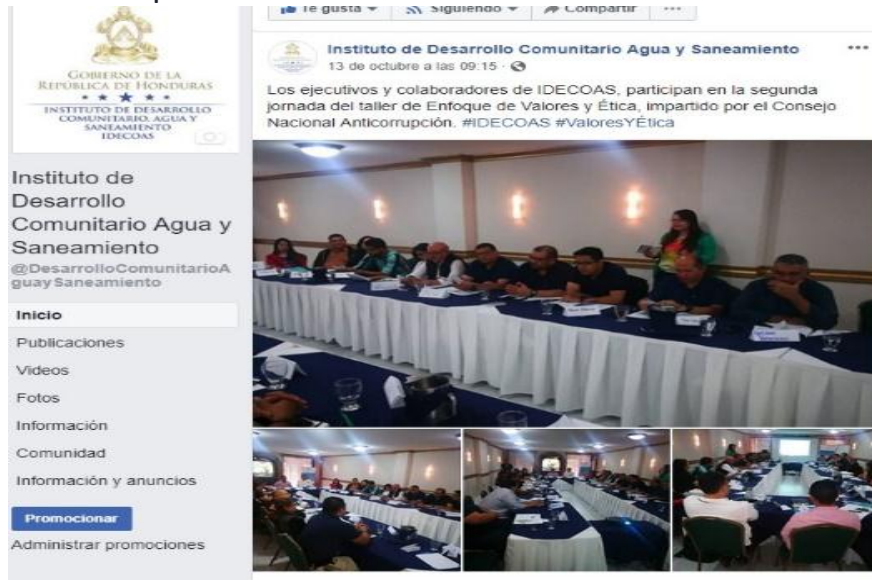 GOBIERNO DE LA
REPÚBLICA DE HONDURAS
INSTITUTO DE DESARROLLO
COMUNITARIO, AGUA Y
SANEAMIENTO
IDECOAS
Instituto de
Desarrollo
Comunitario Agua y
Saneamiento
@DesarrolloComunitarioA
guaySaneamiento
Inicio
Publicaciones
Videos
Fotos
Información
Comunidad
Información y anuncios
Promocionar
Administrar promociones
Te gusta Siguiendo Compartir ...
Instituto de Desarrollo Comunitario Agua y Saneamiento ...
13 de octubre a las 09:15 ·
Los ejecutivos y colaboradores de IDECOAS, participan en la segunda
jornada del taller de Enfoque de Valores y Ética, impartido por el Consejo
Nacional Anticorrupción. #IDECOAS #ValoresYÉtica